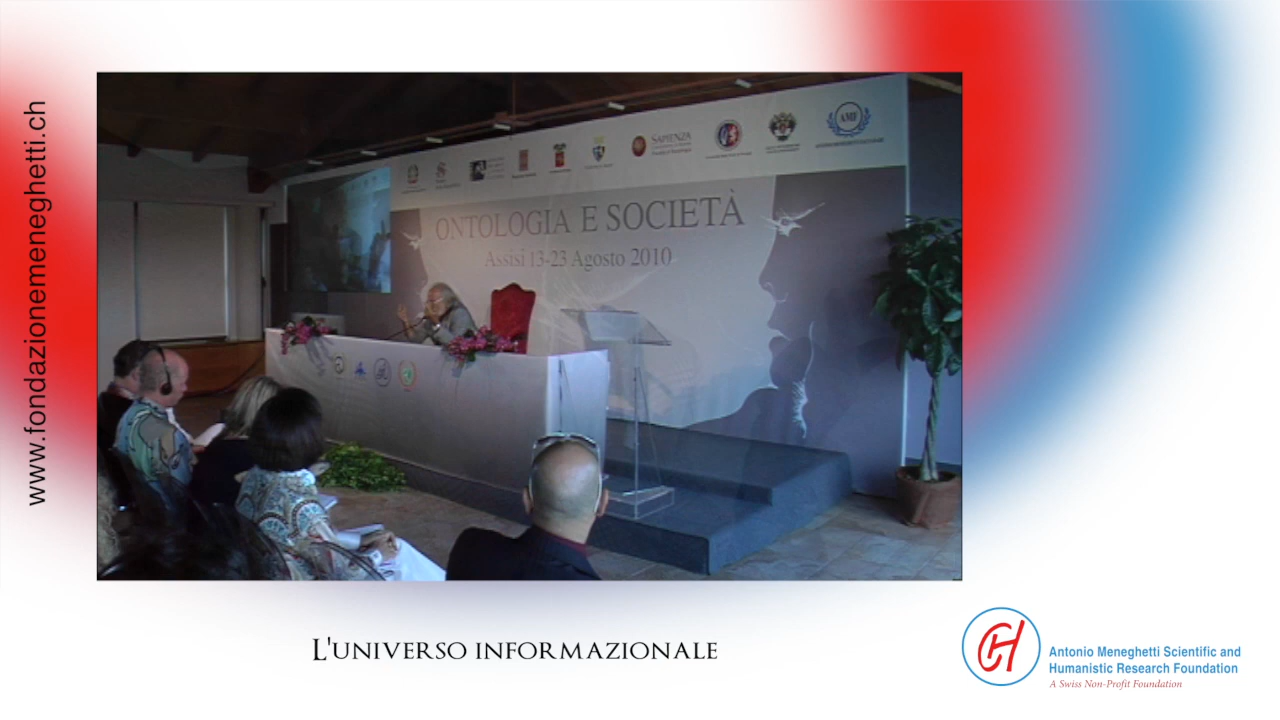 www.fondazionemeneghetti.ch
SAPIENZA
AMF
ONTOLOGIA E SOCIETÀ
Assisi 13-23 Agosto 2010
L'UNIVERSO INFORMAZIONALE
CH
Antonio Meneghetti Scientific and
Humanistic Research Foundation
A Swiss Non-Profit Foundation